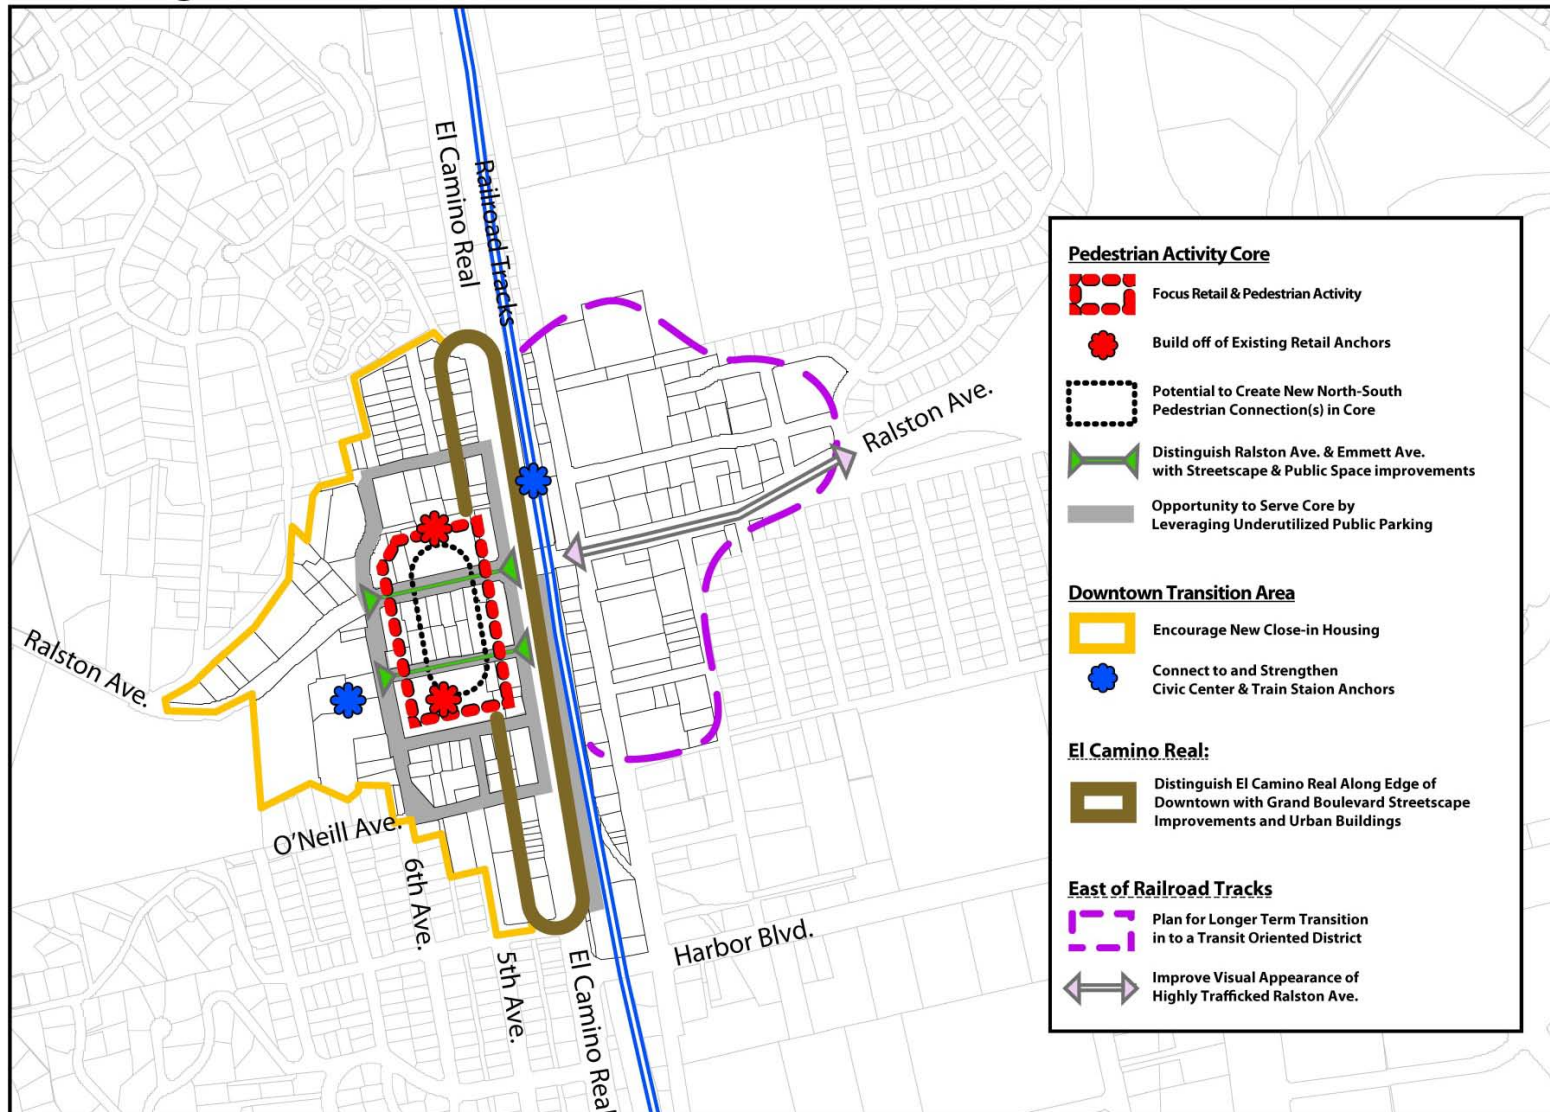 El Camino Real
Railroad Tracks
Ralston Ave.
Ralston Ave.
O'Neill Ave.
6th Ave.
5th Ave.
El Camino Real
Harbor Blvd.
Pedestrian Activity Core
Focus Retail & Pedestrian Activity
Build off of Existing Retail Anchors
Potential to Create New North-South
Pedestrian Connection(s) in Core
Distinguish Ralston Ave. & Emmett Ave.
with Streetscape & Public Space improvements
Opportunity to Serve Core by
Leveraging Underutilized Public Parking
Downtown Transition Area
Encourage New Close-in Housing
Connect to and Strengthen
Civic Center & Train Staion Anchors
El Camino Real:
Distinguish El Camino Real Along Edge of
Downtown with Grand Boulevard Streetscape
Improvements and Urban Buildings
East of Railroad Tracks
Plan for Longer Term Transition
in to a Transit Oriented District
Improve Visual Appearance of
Highly Trafficked Ralston Ave.